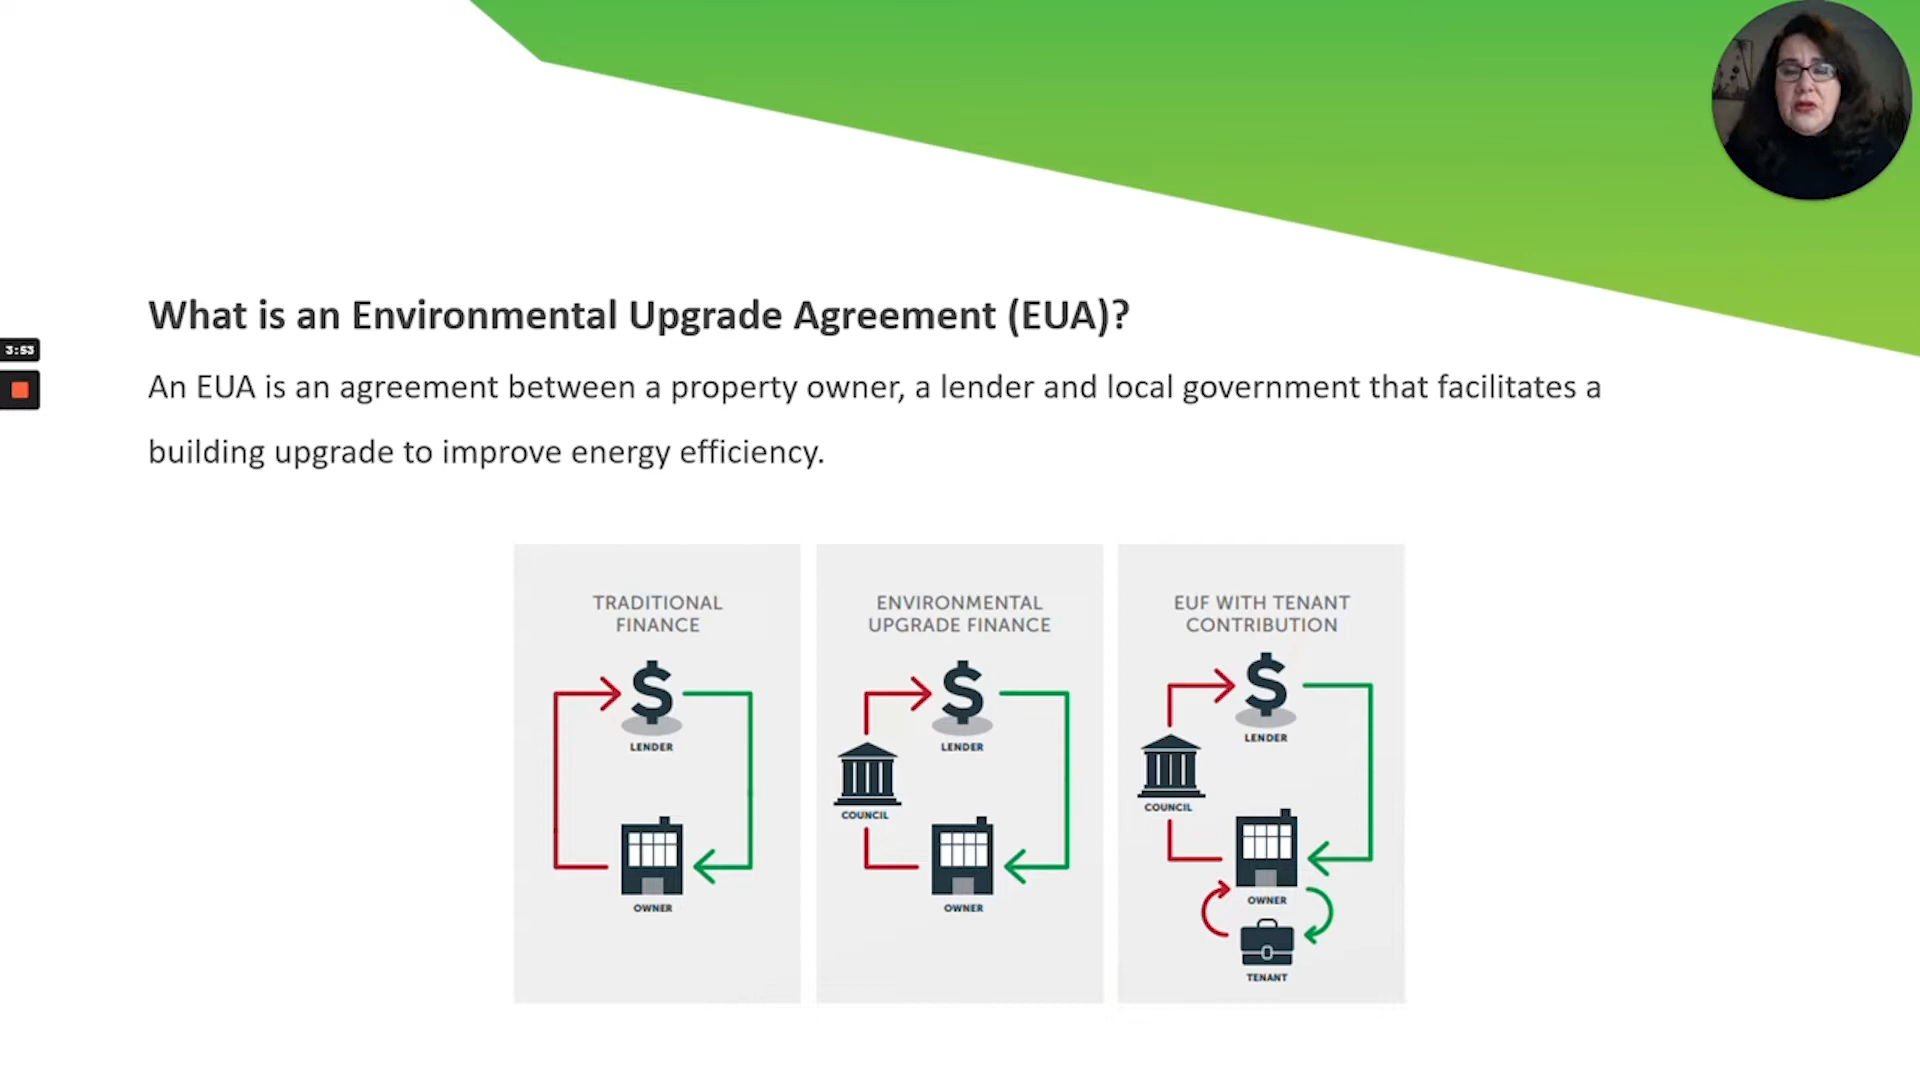 What is an Environmental Upgrade Agreement (EUA)?
3:53
An EUA is an agreement between a property owner, a lender and local government that facilitates a
building upgrade to improve energy efficiency.
TRADITIONAL
FINANCE
LENDER
OWNER
ENVIRONMENTAL
UPGRADE FINANCE
LENDER
COUNCIL
OWNER
EUF WITH TENANT
CONTRIBUTION
LENDER
COUNCIL
OWNER
TENANT